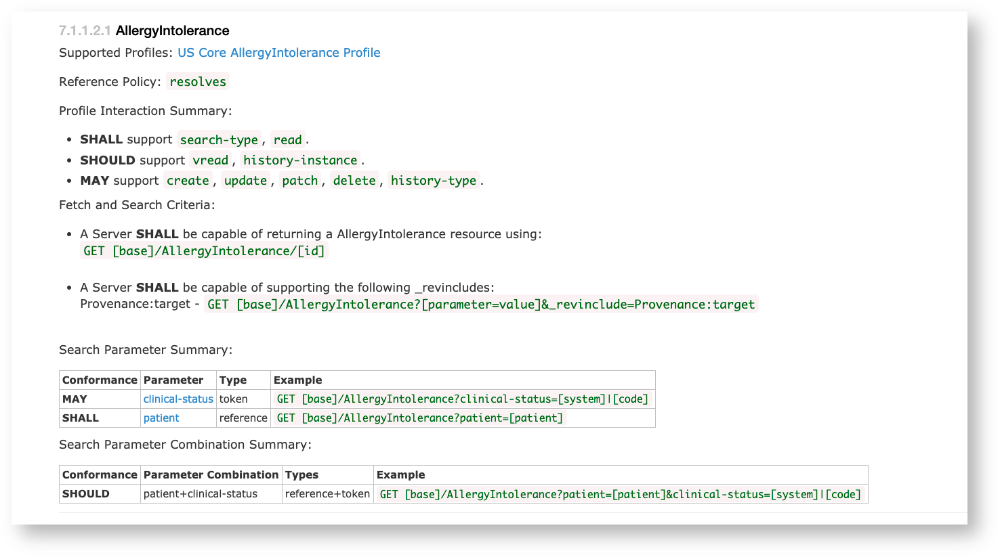 7.1.1.2.1 AllergyIntolerance
Supported Profiles: US Core AllergyIntolerance Profile
Reference Policy: resolves
Profile Interaction Summary:
• SHALL support search-type, read.
• SHOULD support vread, history-instance.
• MAY support create, update, patch, delete, history-type.
Fetch and Search Criteria:
• A Server SHALL be capable of returning a AllergyIntolerance resource using:
GET [base]/AllergyIntolerance/[id]
• A Server SHALL be capable of supporting the following _revincludes:
Provenance:target - GET [base]/AllergyIntolerance?[parameter=value]&_revinclude=Provenance:target
Search Parameter Summary:
Conformance Parameter Type Example
MAY clinical-status token GET [base]/AllergyIntolerance?clinical-status=[system]|[code]
SHALL patient reference GET [base]/AllergyIntolerance?patient=[patient]
Search Parameter Combination Summary:
Conformance Parameter Combination Types Example
SHOULD patient+clinical-status reference+token GET [base]/AllergyIntolerance?patient=[patient]&clinical-status=[system]|[code]